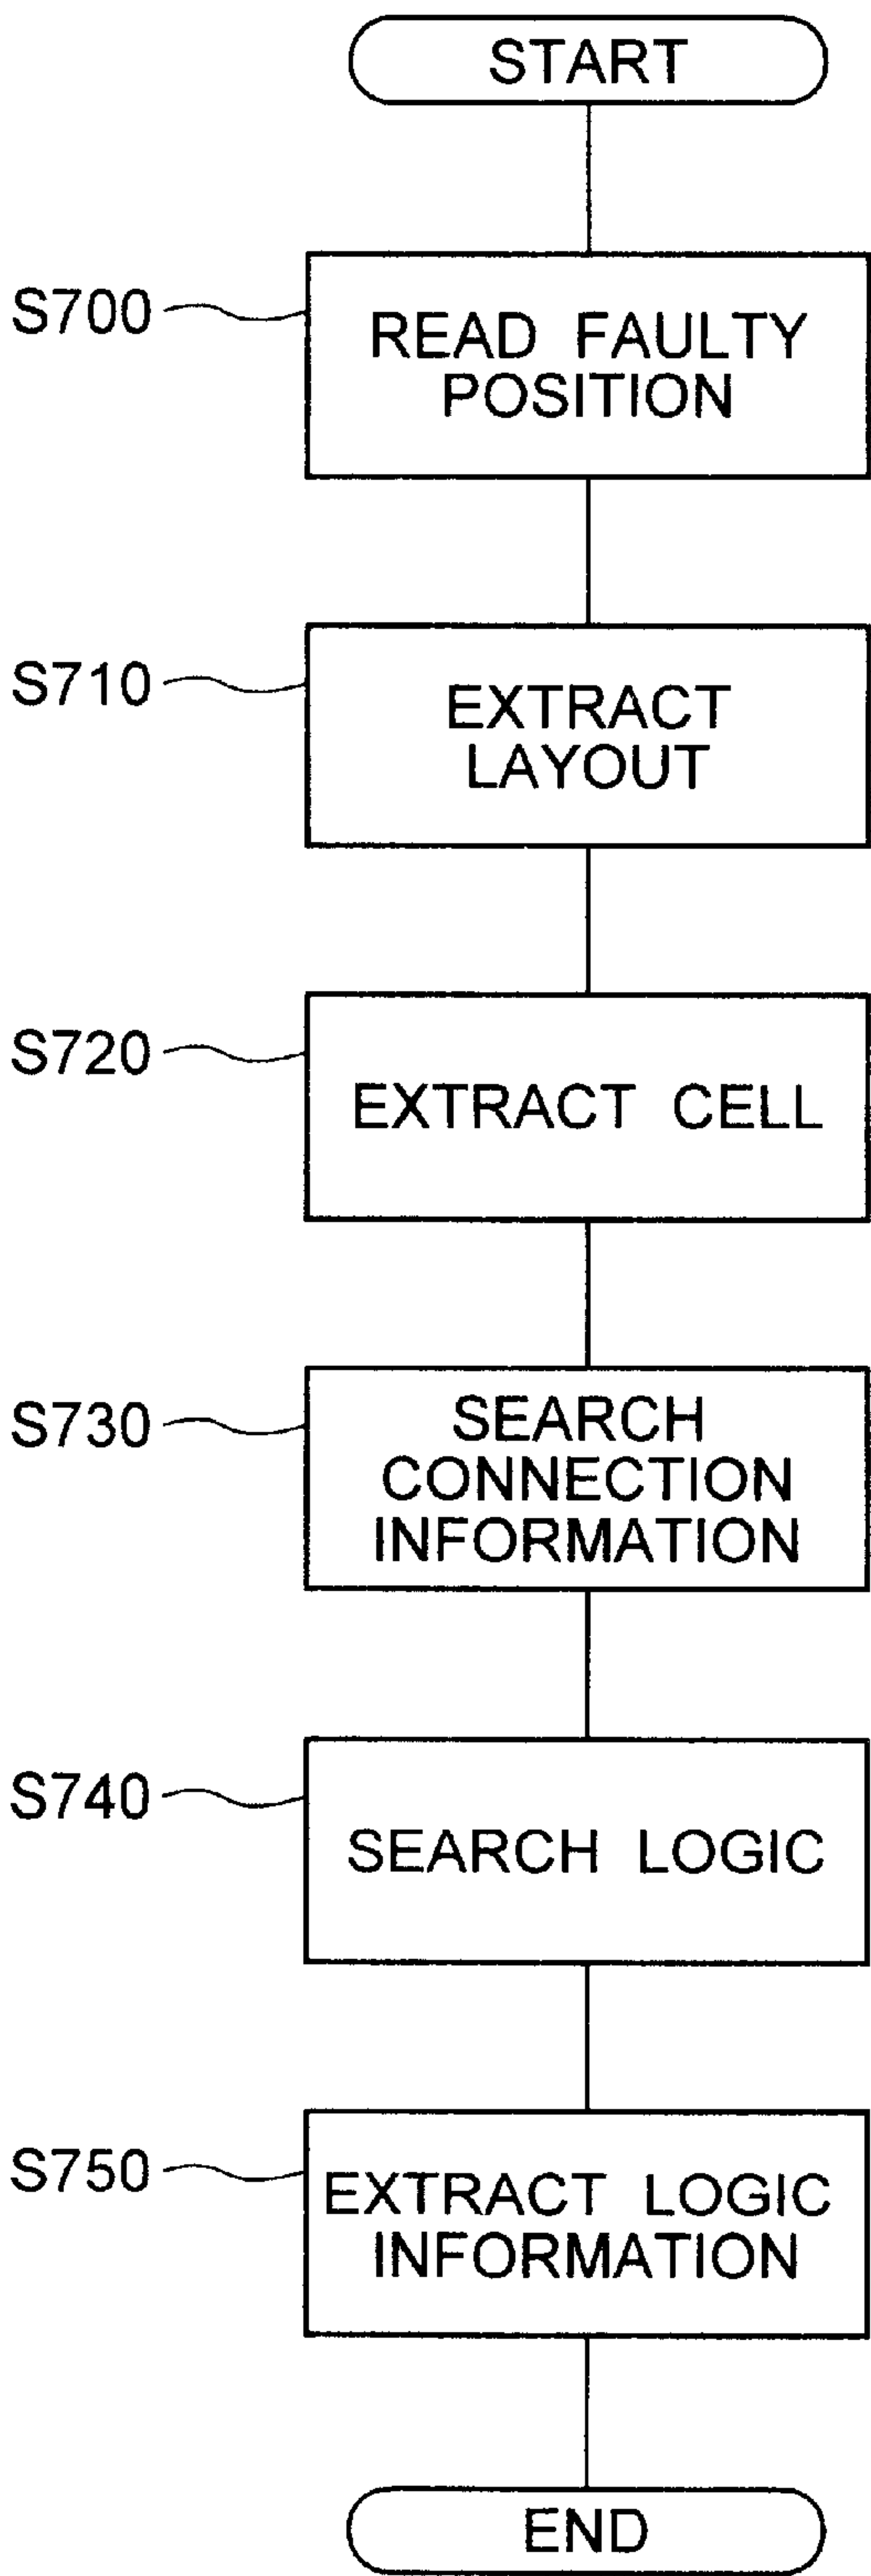 START
S700
READ FAULTY
POSITION
S710
EXTRACT
LAYOUT
S720
EXTRACT CELL
S730
SEARCH
CONNECTION
INFORMATION
S740
SEARCH LOGIC
S750
EXTRACT LOGIC
INFORMATION
END